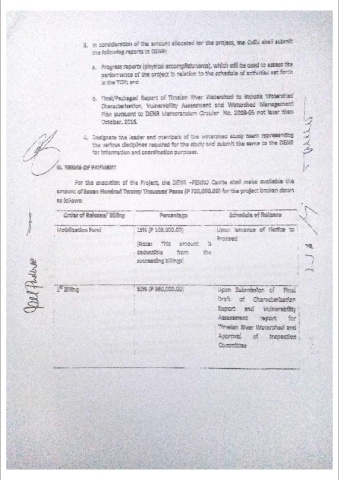 3. In consideration of the amount allocated for the project, the CvSU shall submit
the following reports to DENR:
a. Progress reports (physical accomplishments), which will be used to assess the
performance of the project in relation to the schedule of activities set forth
in the TOR; and
b. Final/Packaged Report of Timalan River Watershed to include Watershed
Characterization, Vulnerability Assessment and Watershed Management
Plan pursuant to DENR Memorandum Circular No. 2008-05 not later than
October, 2016.
4. Designate the leader and members of the watershed study team representing
the various disciplines required for the study and submit the same to the DENR
for information and coordination purposes.
III. TERMS OF PAYMENT
For the execution of the Project, the DENR –PENRO Cavite shall make available the
amount of Seven Hundred Twenty Thousand Pesos (P 720,000.00) for the project broken down
as follows:
Order of Release/ Billing Percentage Schedule of Release
Mobilization Fund 15% (P 108,000.00) Upon issuance of Notice to
Proceed
(Note: This amount is
deductible from the
succeeding billings)
1st Billing 50% (P 360,000.00) Upon Submission of Final
Draft of Characterization
Report and Vulnerability
Assessment report for
Timalan River Watershed and
Approval of Inspection
Committee